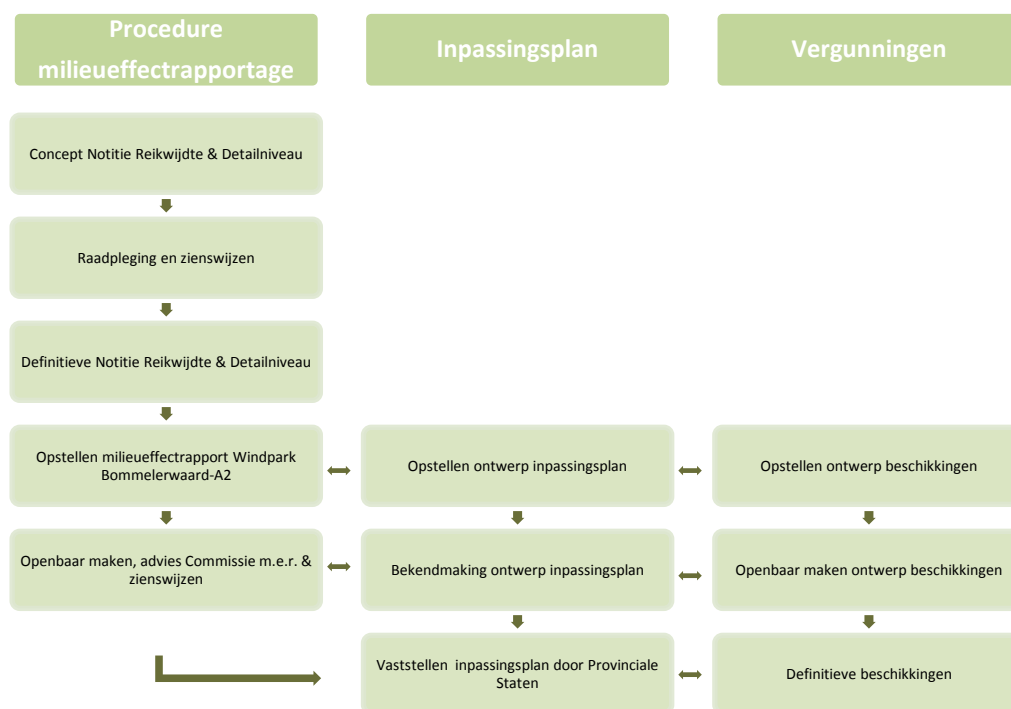 Procedure
milieueffectrapportage
Inpassingsplan
Vergunningen
Concept Notitie Reikwijdte & Detailniveau
Raadpleging en zienswijzen
Definitieve Notitie Reikwijdte & Detailniveau
Opstellen milieueffectrapport Windpark
Bommelerwaard-A2
Opstellen ontwerp inpassingsplan
Opstellen ontwerp beschikkingen
Openbaar maken, advies Commissie m.e.r. &
zienswijzen
Bekendmaking ontwerp inpassingsplan
Openbaar maken ontwerp beschikkingen
Vaststellen inpassingsplan door Provinciale
Staten
Definitieve beschikkingen